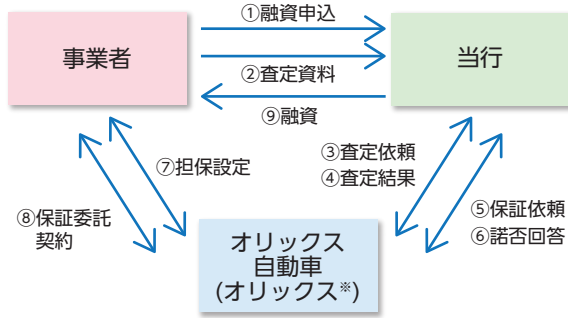 ①融資申込
事業者
当行
②査定資料
⑨融資
⑦担保設定
③査定依頼
④査定結果
⑧保証委託
契約
⑤保証依頼
⑥諾否回答
オリックス
自動車
(オリックス※)